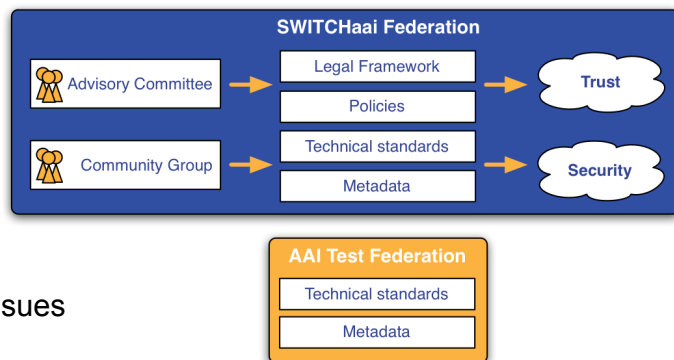 SWITCHaai Federation
Advisory Committee
Legal Framework
Policies
Trust
Community Group
Technical standards
Metadata
Security
AAI Test Federation
Technical standards
Metadata
sues